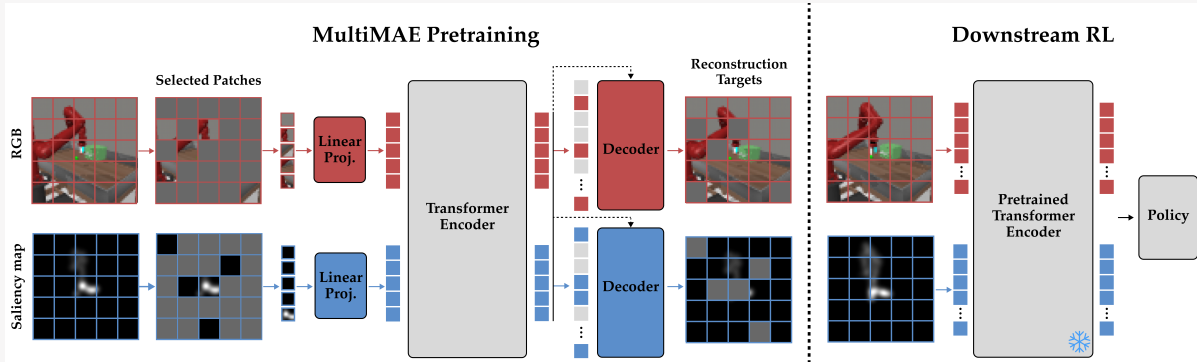 MultiMAE Pretraining
Downstream RL
Selected Patches
Reconstruction
Targets
RGB
Linear
Proj.
Transformer
Encoder
Decoder
Pretrained
Transformer
Encoder
Policy
Saliency map
Linear
Proj.
Decoder